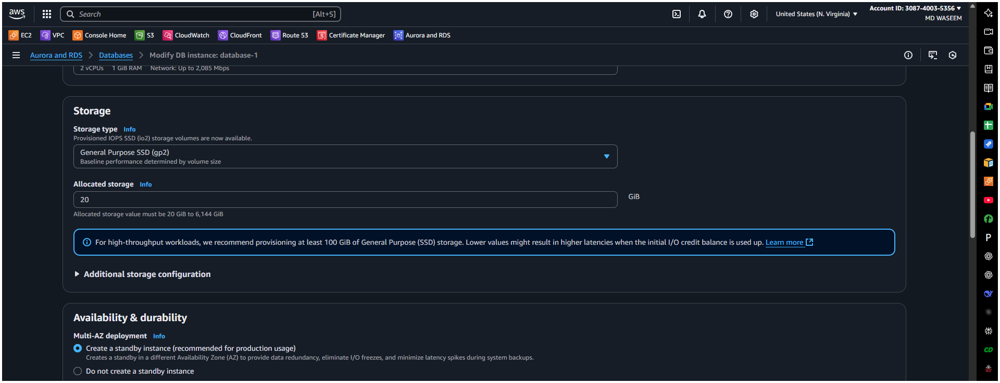 aws
Search [Alt+S]
United States (N. Virginia)
Account ID: 3087-4003-5356
MD WASEEM
EC2 VPC Console Home S3 CloudWatch CloudFront Route 53 Certificate Manager Aurora and RDS
Aurora and RDS Databases Modify DB instance: database-1
2 vCPUs 1 GiB RAM Network: Up to 2,085 Mbps
Storage
Storage type Info
Provisioned IOPS SSD (io2) storage volumes are now available.
General Purpose SSD (gp2)
Baseline performance determined by volume size
Allocated storage Info
20
GiB
Allocated storage value must be 20 GiB to 6,144 GiB
For high-throughput workloads, we recommend provisioning at least 100 GiB of General Purpose (SSD) storage. Lower values might result in higher latencies when the initial I/O credit balance is used up. Learn more
Additional storage configuration
Availability & durability
Multi-AZ deployment Info
Create a standby instance (recommended for production usage)
Creates a standby in a different Availability Zone (AZ) to provide data redundancy, eliminate I/O freezes, and minimize latency spikes during system backups.
Do not create a standby instance
P
CD